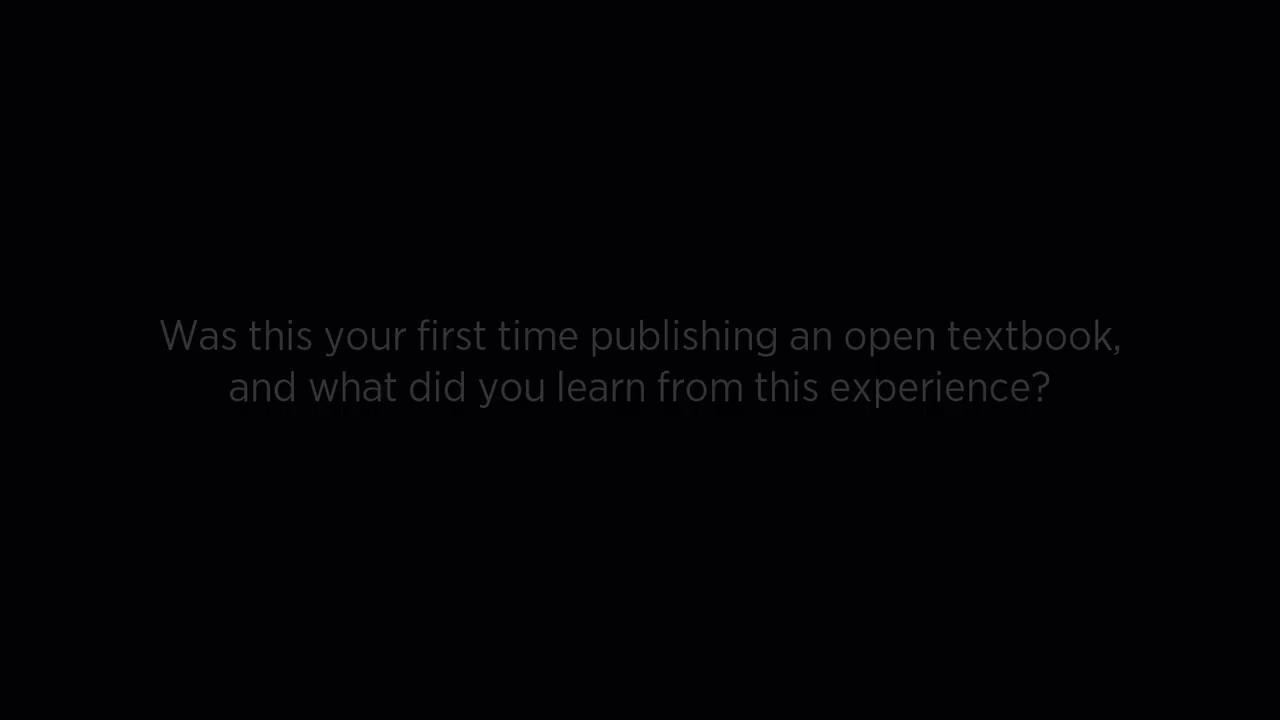 Was this your first time publishing an open textbook,
and what did you learn from this experience?